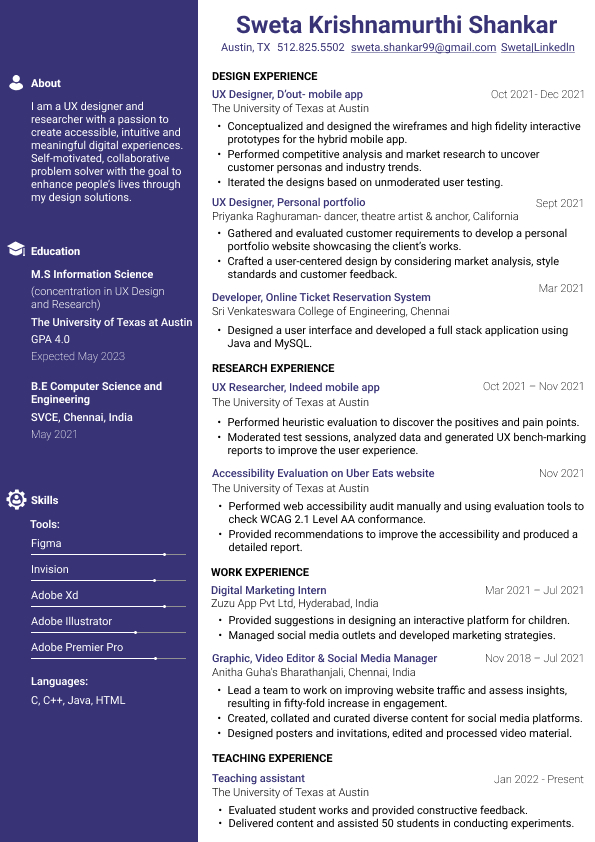 Sweta Krishnamurthi Shankar
Austin, TX 512.825.5502 sweta.shankar99@gmail.com Sweta|LinkedIn
About
I am a UX designer and
researcher with a passion to
create accessible, intuitive and
meaningful digital experiences.
Self-motivated, collaborative
problem solver with the goal to
enhance people's lives through
my design solutions.
Education
M.S Information Science
(concentration in UX Design
and Research)
The University of Texas at Austin
GPA 4.0
Expected May 2023
B.E Computer Science and
Engineering
SVCE, Chennai, India
May 2021
Skills
Tools:
Figma
Invision
Adobe Xd
Adobe Illustrator
Adobe Premier Pro
Languages:
C, C++, Java, HTML
DESIGN EXPERIENCE
UX Designer, D'out- mobile app Oct 2021- Dec 2021
The University of Texas at Austin
• Conceptualized and designed the wireframes and high fidelity interactive
prototypes for the hybrid mobile app.
• Performed competitive analysis and market research to uncover
customer personas and industry trends.
• Iterated the designs based on unmoderated user testing.
UX Designer, Personal portfolio Sept 2021
Priyanka Raghuraman- dancer, theatre artist & anchor, California
• Gathered and evaluated customer requirements to develop a personal
portfolio website showcasing the client's works.
• Crafted a user-centered design by considering market analysis, style
standards and customer feedback.
Mar 2021
Developer, Online Ticket Reservation System
Sri Venkateswara College of Engineering, Chennai
• Designed a user interface and developed a full stack application using
Java and MySQL.
RESEARCH EXPERIENCE
UX Researcher, Indeed mobile app Oct 2021 – Nov 2021
The University of Texas at Austin
• Performed heuristic evaluation to discover the positives and pain points.
• Moderated test sessions, analyzed data and generated UX bench-marking
reports to improve the user experience.
Accessibility Evaluation on Uber Eats website Nov 2021
The University of Texas at Austin
• Performed web accessibility audit manually and using evaluation tools to
check WCAG 2.1 Level AA conformance.
• Provided recommendations to improve the accessibility and produced a
detailed report.
WORK EXPERIENCE
Digital Marketing Intern Mar 2021 – Jul 2021
Zuzu App Pvt Ltd, Hyderabad, India
• Provided suggestions in designing an interactive platform for children.
• Managed social media outlets and developed marketing strategies.
Graphic, Video Editor & Social Media Manager Nov 2018 – Jul 2021
Anitha Guha's Bharathanjali, Chennai, India
• Lead a team to work on improving website traffic and assess insights,
resulting in fifty-fold increase in engagement.
• Created, collated and curated diverse content for social media platforms.
• Designed posters and invitations, edited and processed video material.
TEACHING EXPERIENCE
Teaching assistant Jan 2022 - Present
The University of Texas at Austin
• Evaluated student works and provided constructive feedback.
• Delivered content and assisted 50 students in conducting experiments.